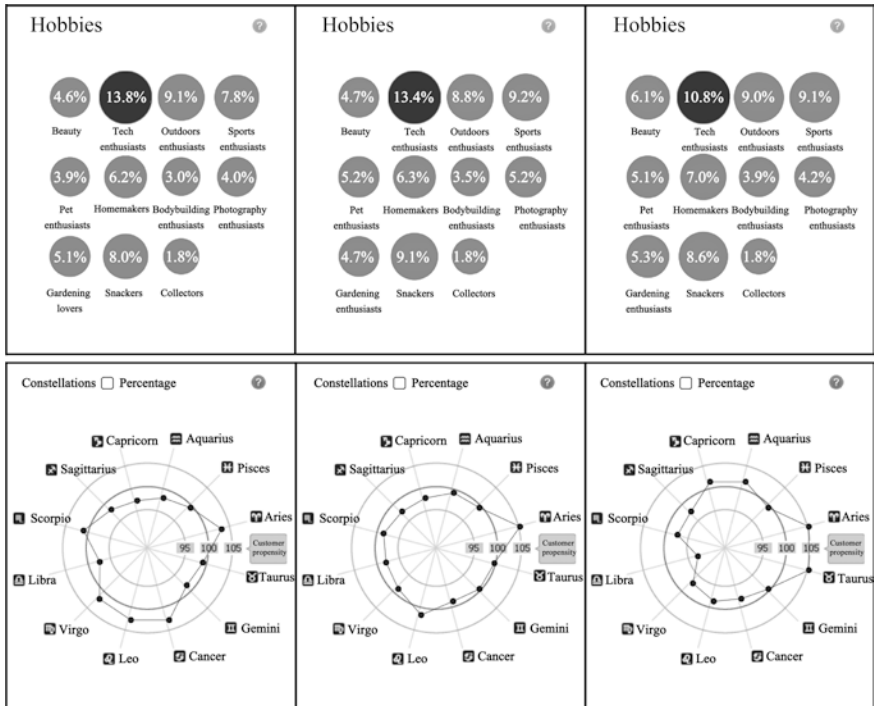 Hobbies ?
4.6% 13.8% 9.1% 7.8%
Beauty Tech enthusiasts Outdoors enthusiasts Sports enthusiasts
3.9% 6.2% 3.0% 4.0%
Pet enthusiasts Homemakers Bodybuilding enthusiasts Photography enthusiasts
5.1% 8.0% 1.8%
Gardening lovers Snackers Collectors
Hobbies ?
4.7% 13.4% 8.8% 9.2%
Beauty Tech enthusiasts Outdoors enthusiasts Sports enthusiasts
5.2% 6.3% 3.5% 5.2%
Pet enthusiasts Homemakers Bodybuilding enthusiasts Photography enthusiasts
4.7% 9.1% 1.8%
Gardening enthusiasts Snackers Collectors
Hobbies ?
6.1% 10.8% 9.0% 9.1%
Beauty Tech enthusiasts Outdoors enthusiasts Sports enthusiasts
5.1% 7.0% 3.9% 4.2%
Pet enthusiasts Homemakers Bodybuilding enthusiasts Photography enthusiasts
5.3% 8.6% 1.8%
Gardening enthusiasts Snackers Collectors
Constellations Percentage ?
Capricorn Aquarius
Sagittarius Pisces
Scorpio Aries
95 100 105 Customer propensity
Libra Taurus
Virgo Gemini
Leo Cancer
Constellations Percentage ?
Capricorn Aquarius
Sagittarius Pisces
Scorpio Aries
95 100 105 Customer propensity
Libra Taurus
Virgo Gemini
Leo Cancer
Constellations Percentage ?
Capricorn Aquarius
Sagittarius Pisces
Scorpio Aries
95 100 105 Customer propensity
Libra Taurus
Virgo Gemini
Leo Cancer